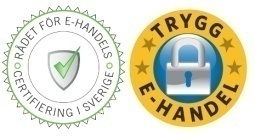 RÅDET FÖR E-HANDELS
CERTIFIERING I SVERIGE
TRYGG
E-HANDEL